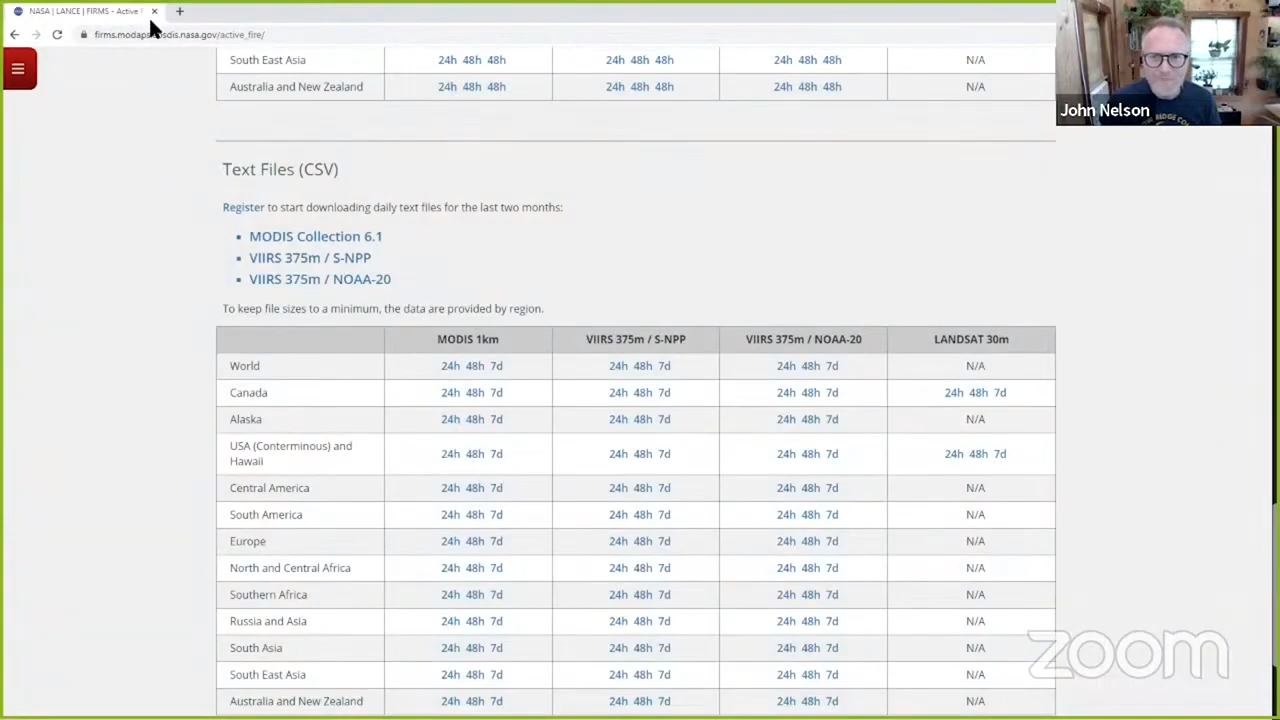 NASA | LANCE | FIRMS - Active
South East Asia 24h 48h 48h 24h 48h 48h 24h 48h 48h N/A
Australia and New Zealand 24h 48h 48h 24h 48h 48h 24h 48h 48h N/A
John Nelson
Text Files (CSV)
Register to start downloading daily text files for the last two months:
MODIS Collection 6.1
VIIRS 375m / S-NPP
VIIRS 375m / NOAA-20
To keep file sizes to a minimum, the data are provided by region.
MODIS 1km VIIRS 375m / S-NPP VIIRS 375m / NOAA-20 LANDSAT 30m
World 24h 48h 7d 24h 48h 7d 24h 48h 7d N/A
Canada 24h 48h 7d 24h 48h 7d 24h 48h 7d 24h 48h 7d
Alaska 24h 48h 7d 24h 48h 7d 24h 48h 7d N/A
USA (Conterminous) and
Hawaii 24h 48h 7d 24h 48h 7d 24h 48h 7d 24h 48h 7d
Central America 24h 48h 7d 24h 48h 7d 24h 48h 7d N/A
South America 24h 48h 7d 24h 48h 7d 24h 48h 7d N/A
Europe 24h 48h 7d 24h 48h 7d 24h 48h 7d N/A
North and Central Africa 24h 48h 7d 24h 48h 7d 24h 48h 7d N/A
Southern Africa 24h 48h 7d 24h 48h 7d 24h 48h 7d N/A
Russia and Asia 24h 48h 7d 24h 48h 7d 24h 48h 7d N/A
South Asia 24h 48h 7d 24h 48h 7d 24h 48h 7d N/A
South East Asia 24h 48h 7d 24h 48h 7d 24h 48h 7d N/A
Australia and New Zealand 24h 48h 7d 24h 48h 7d 24h 48h 7d N/A
zoom